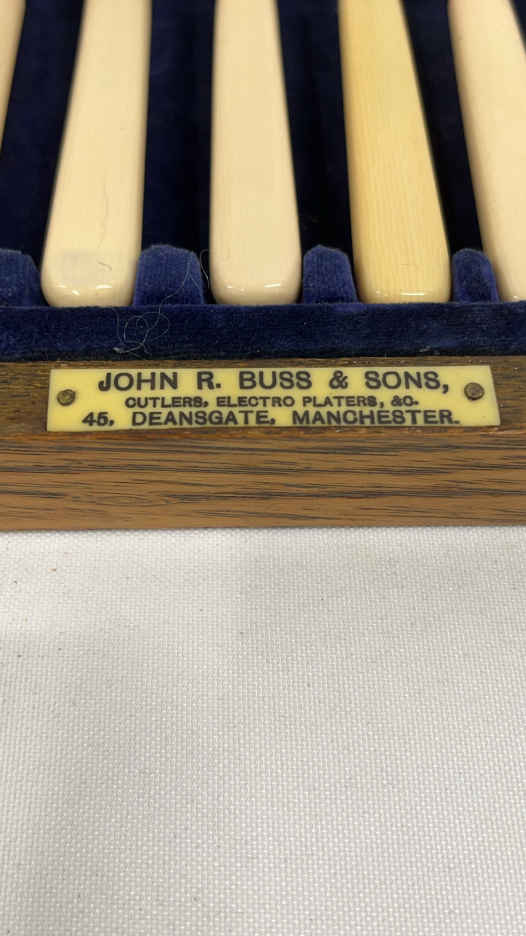 JOHN R. BUSS & SONS,
CUTLERS, ELECTRO PLATERS, &C.
45, DEANSGATE, MANCHESTER.